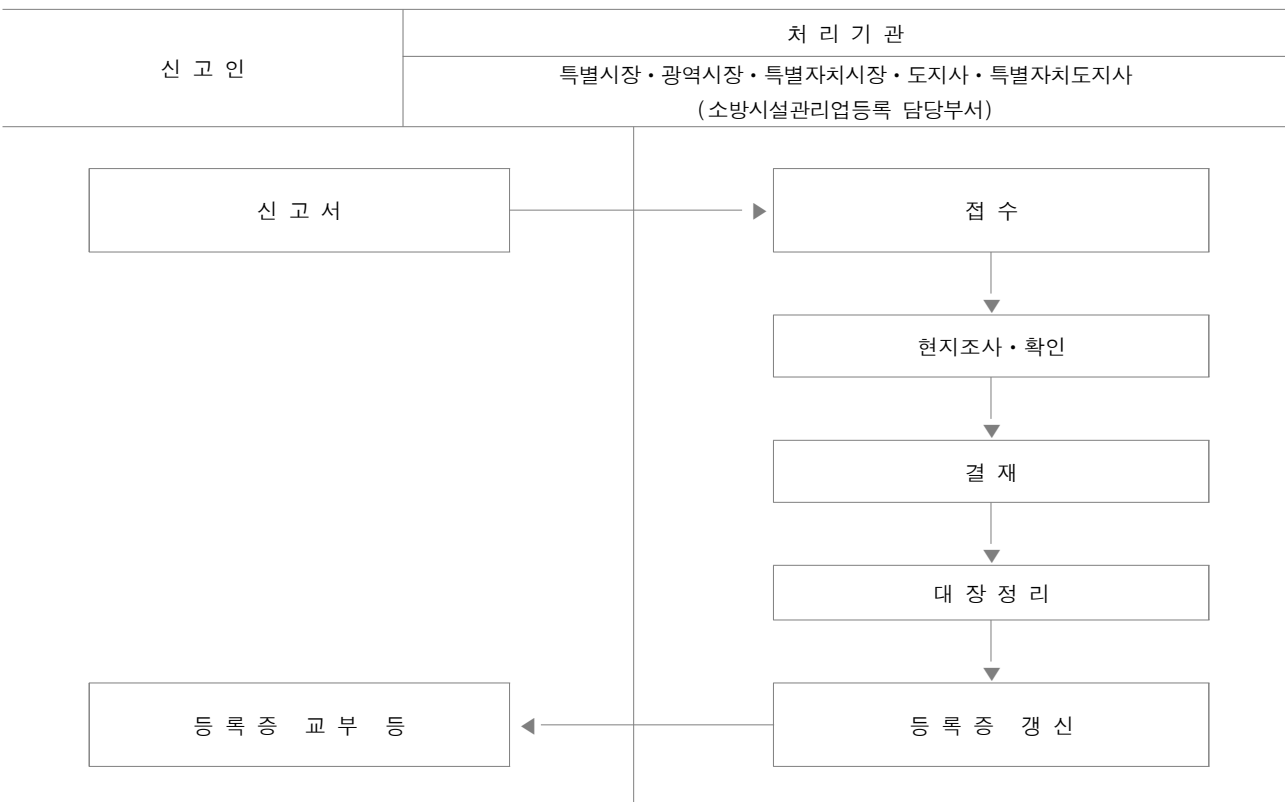 신 고 인
처 리 기 관
특별시장·광역시장·특별자치시장·도지사·특별자치도지사
(소방시설관리업등록 담당부서)
신 고 서
접 수
현지조사·확인
결 재
대 장 정 리
등 록 증 교 부 등
등 록 증 갱 신